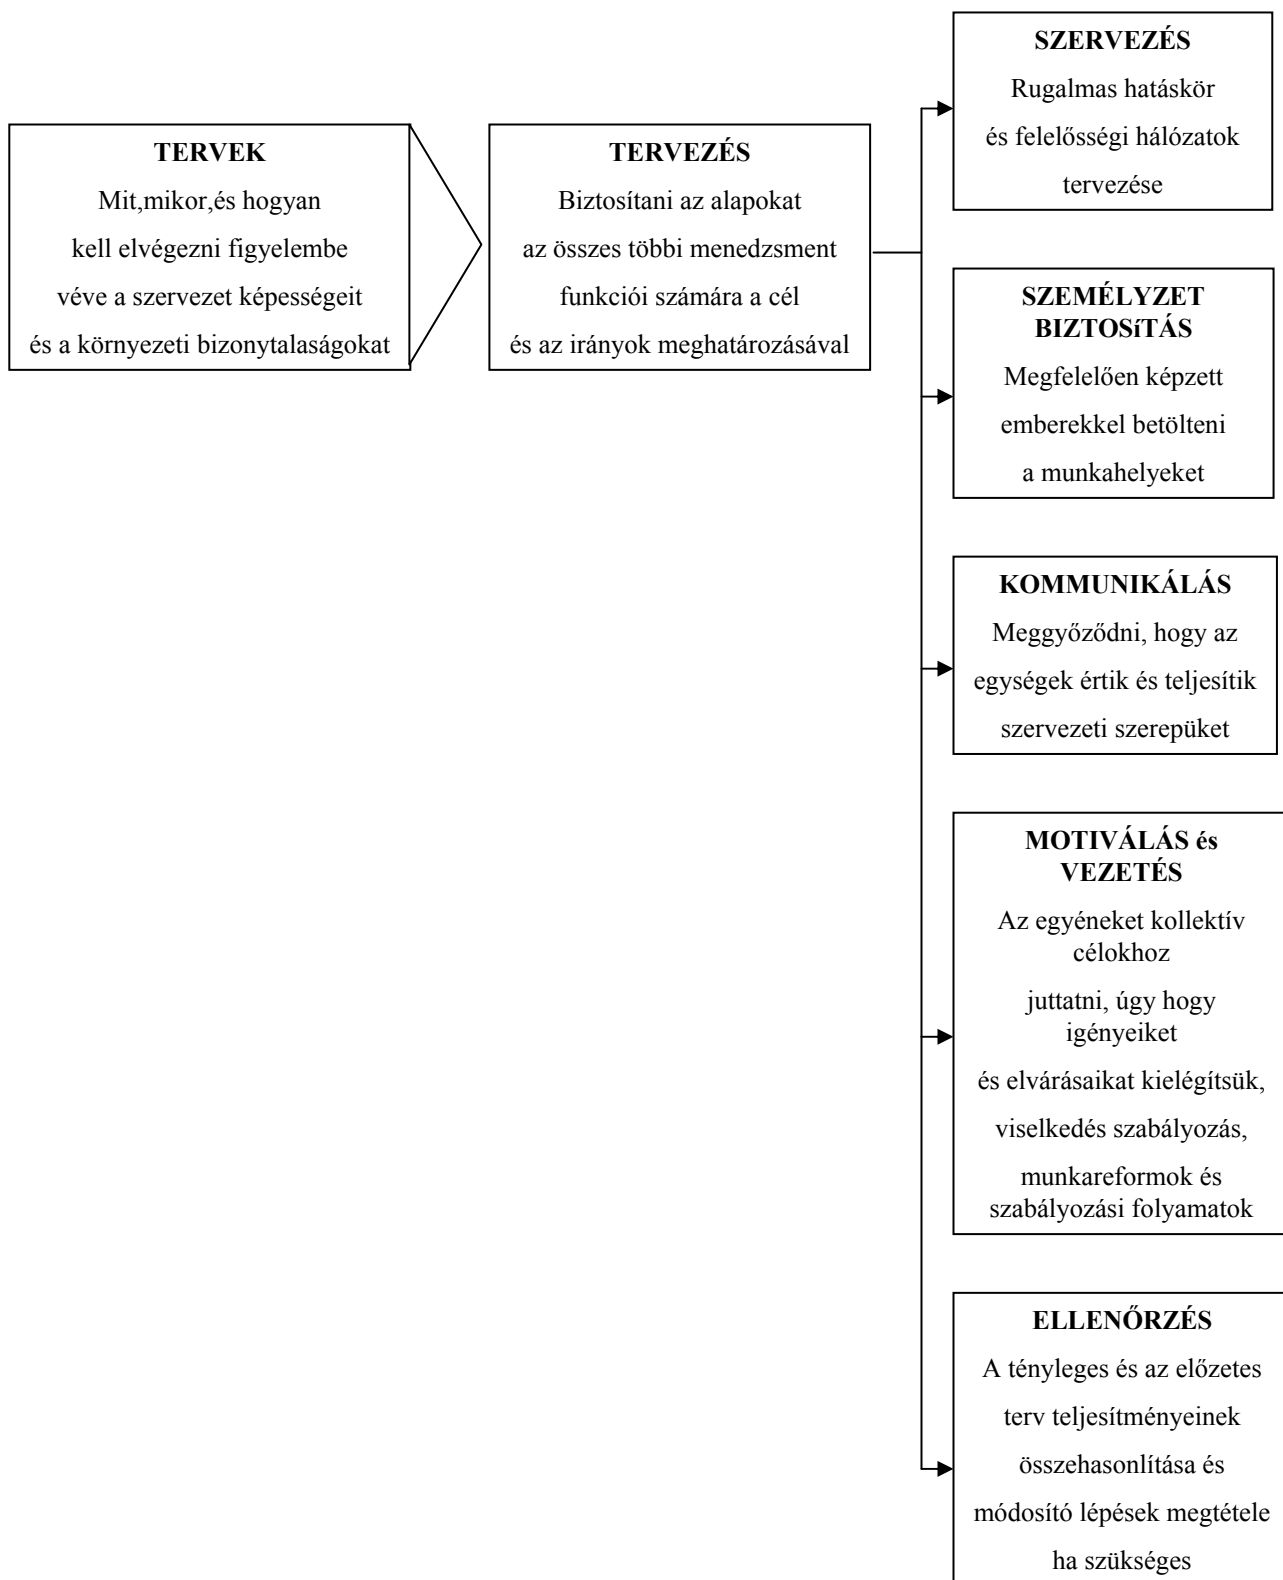 TERVEK
Mit,mikor,és hogyan
kell elvégezni figyelembe
véve a szervezet képességeit
és a környezeti bizonytalaságokat
TERVEZÉS
Biztosítani az alapokat
az összes többi menedzsment
funkciói számára a cél
és az irányok meghatározásával
SZERVEZÉS
Rugalmas hatáskör
és felelősségi hálózatok
tervezése
SZEMÉLYZET
BIZTOSíTÁS
Megfelelően képzett
emberekkel betölteni
a munkahelyeket
KOMMUNIKÁLÁS
Meggyőződni, hogy az
egységek értik és teljesítik
szervezeti szerepüket
MOTIVÁLÁS és
VEZETÉS
Az egyéneket kollektív
célokhoz
juttatni, úgy hogy
igényeiket
és elvárásaikat kielégítsük,
viselkedés szabályozás,
munkareformok és
szabályozási folyamatok
ELLENŐRZÉS
A tényleges és az előzetes
terv teljesítményeinek
összehasonlítása és
módosító lépések megtétele
ha szükséges